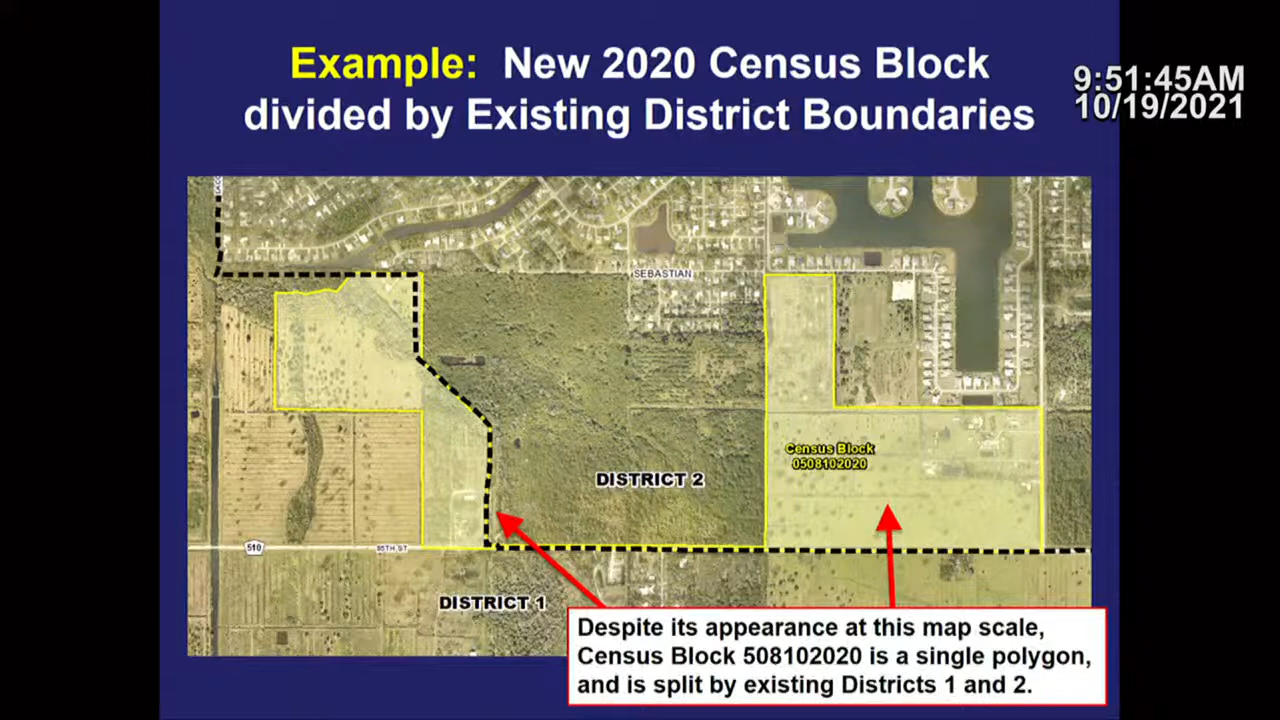 Example: New 2020 Census Block
divided by Existing District Boundaries
9:51:45AM
10/19/2021
SEBASTIAN
Census Block
0508102020
DISTRICT 2
510
85TH ST
DISTRICT 1
Despite its appearance at this map scale,
Census Block 508102020 is a single polygon,
and is split by existing Districts 1 and 2.